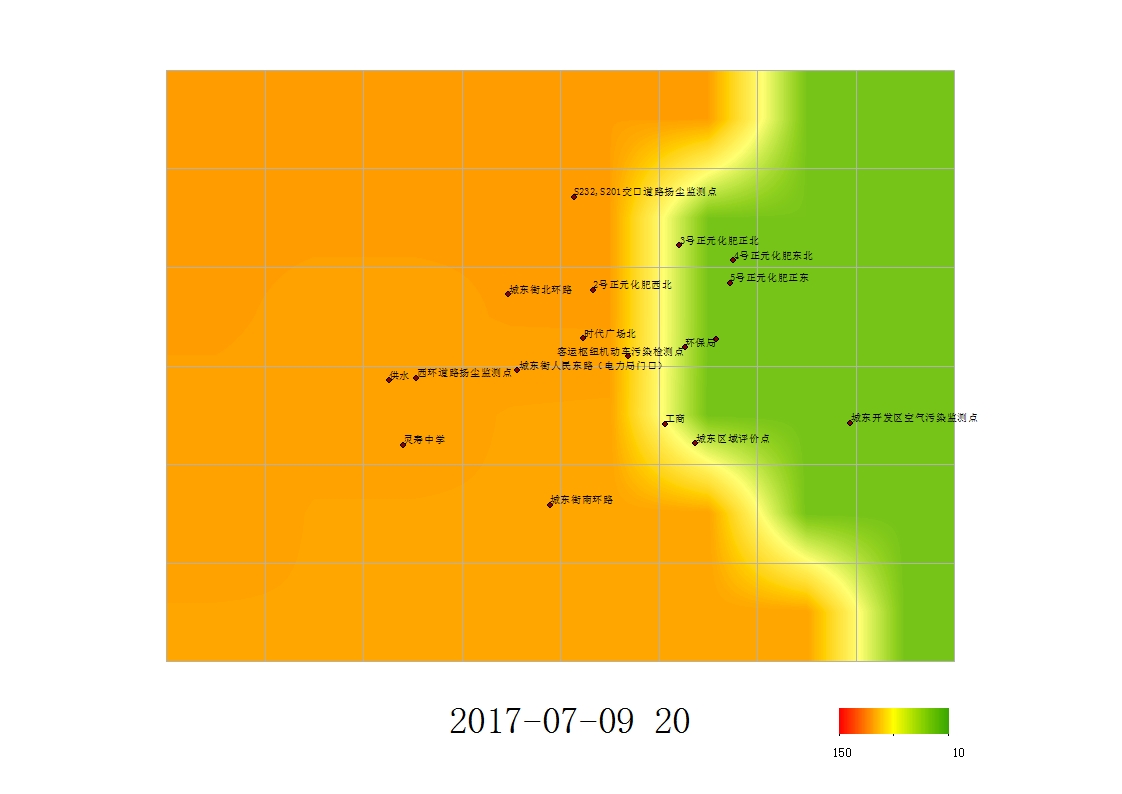 S232,S201交口道路扬尘监测点
3号正元化肥正北
4号正元化肥东北
5号正元化肥正东
2号正元化肥西北
城东街北环路
时代广场北
环保局
客运枢纽机动车污染检测点
城东街人民东路（电力局门口）
西环道路扬尘监测点
供水
工商
城东开发区空气污染监测点
城东区域评价点
灵寿中学
城东街南环路
2017-07-09 20
150
10